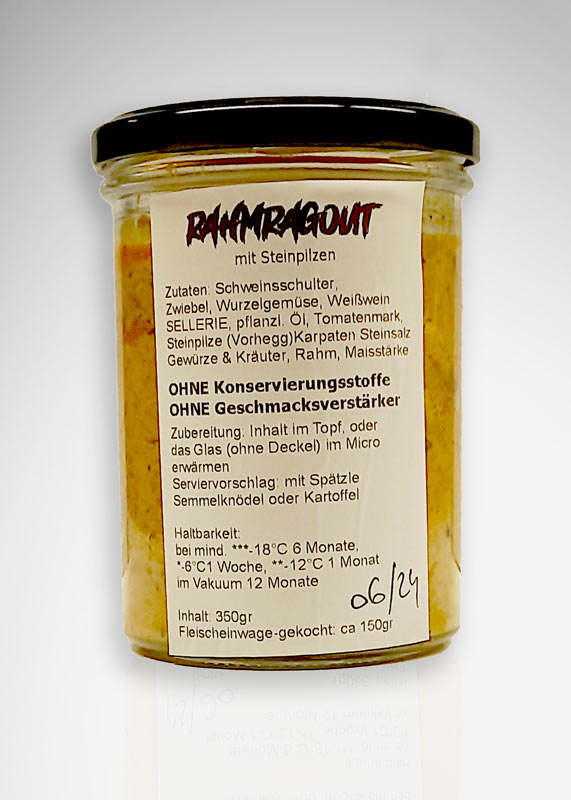 RAHMRAGOUT
mit Steinpilzen
Zutaten: Schweinsschulter,
Zwiebel, Wurzelgemüse, Weißwein
SELLERIE, pflanzl. Öl, Tomatenmark,
Steinpilze (Vorhegg)Karpaten Steinsalz
Gewürze & Kräuter, Rahm, Maisstärke
OHNE Konservierungsstoffe
OHNE Geschmacksverstärker
Zubereitung: Inhalt im Topf, oder
das Glas (ohne Deckel) im Micro
erwärmen
Serviervorschlag: mit Spätzle
Semmelknödel oder Kartoffel
Haltbarkeit:
bei mind. ***-18°C 6 Monate,
*-6°C1 Woche, **-12°C 1 Monat
im Vakuum 12 Monate
06/24
Inhalt: 350gr
Fleischeinwage-gekocht: ca 150gr